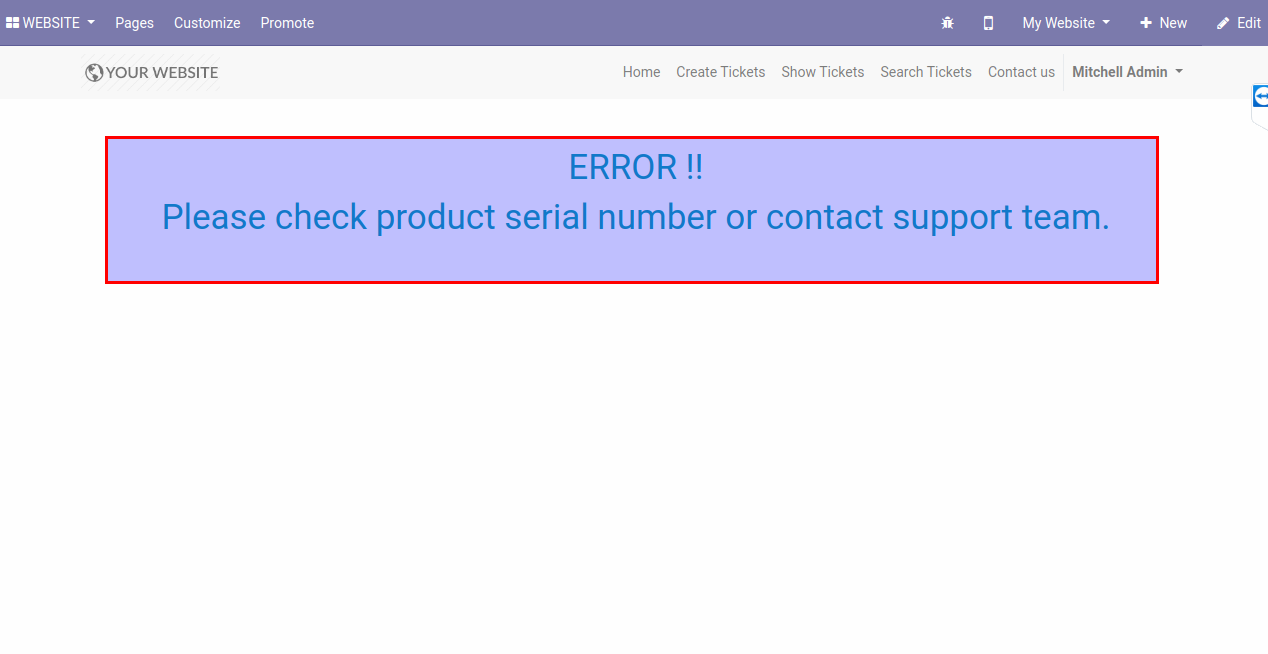 WEBSITE Pages Customize Promote My Website New Edit
YOUR WEBSITE Home Create Tickets Show Tickets Search Tickets Contact us Mitchell Admin
ERROR !!
Please check product serial number or contact support team.